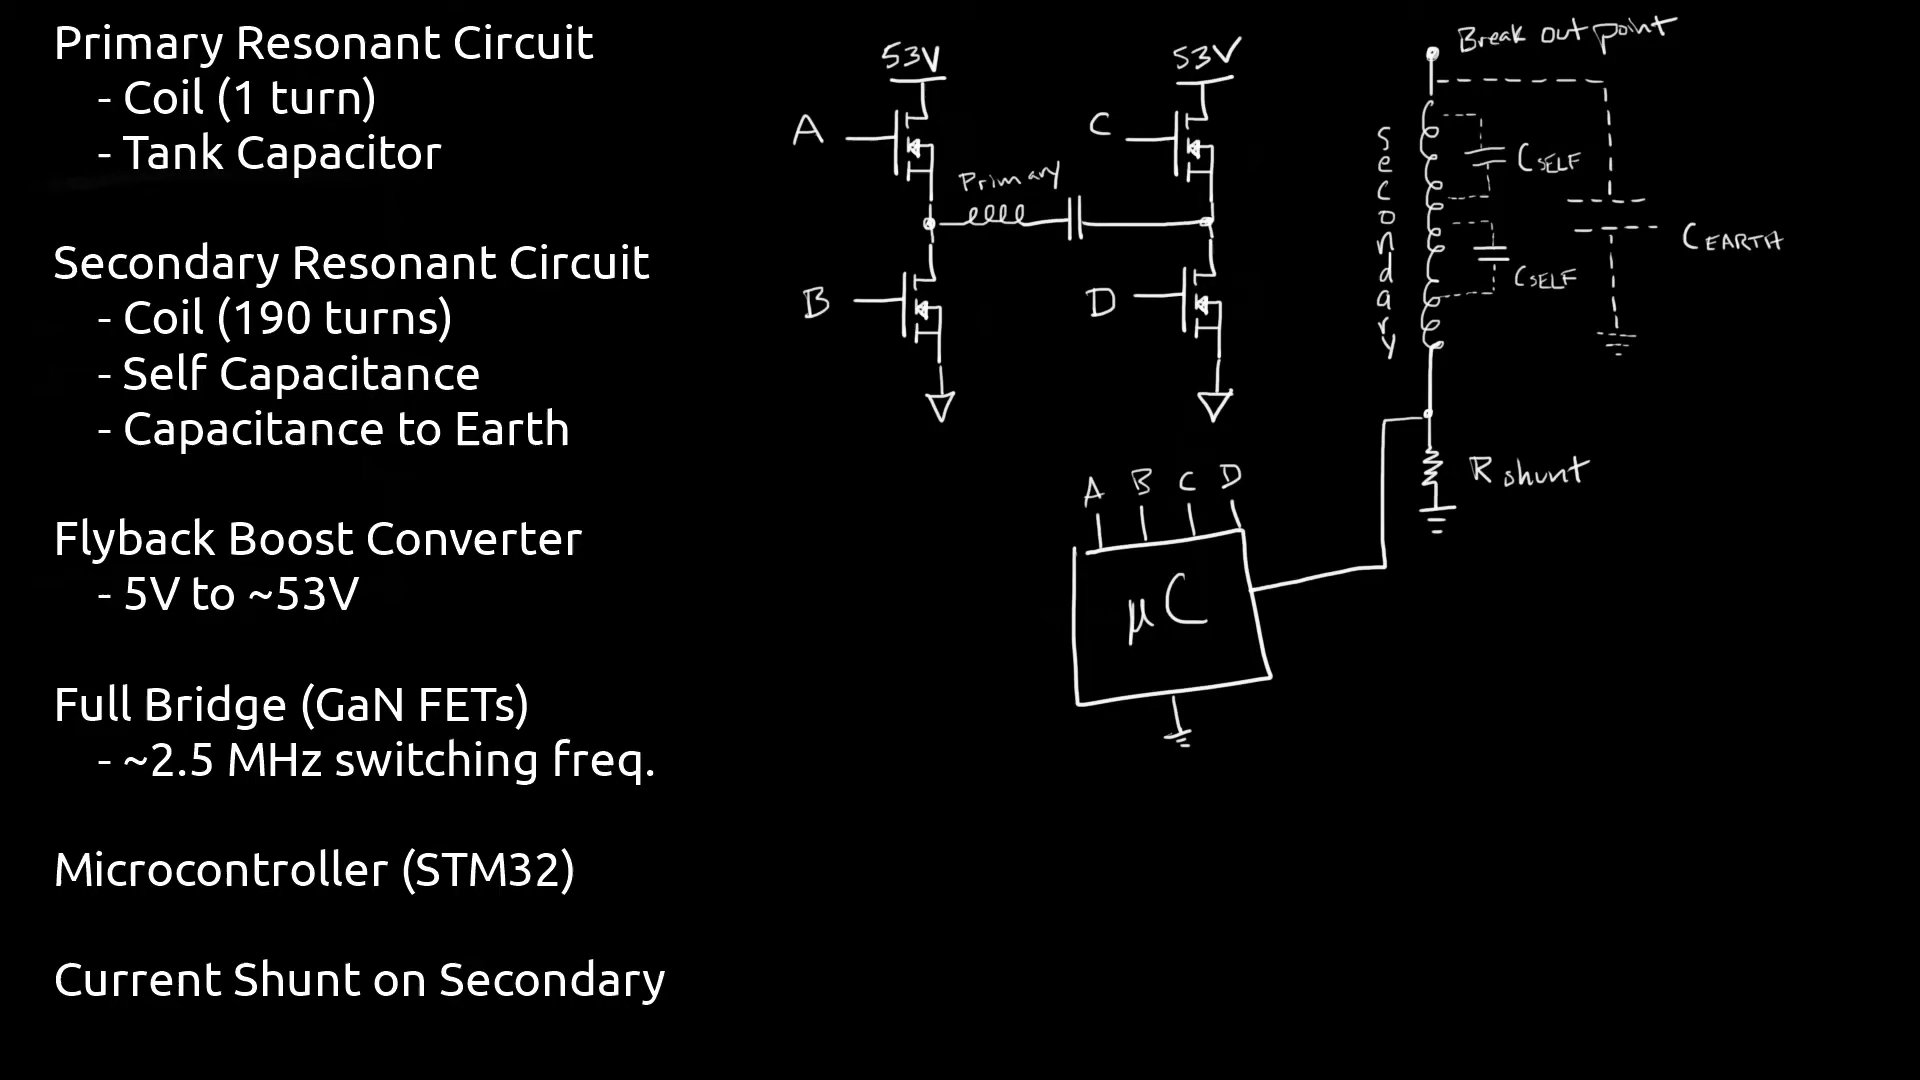 Primary Resonant Circuit
- Coil (1 turn)
- Tank Capacitor
Secondary Resonant Circuit
- Coil (190 turns)
- Self Capacitance
- Capacitance to Earth
Flyback Boost Converter
- 5V to ~53V
Full Bridge (GaN FETs)
- ~2.5 MHz switching freq.
Microcontroller (STM32)
Current Shunt on Secondary
53V
53V
A
C
Primary
B
D
Break out point
Secondary
CSELF
CSELF
CEARTH
R shunt
A B C D
μC